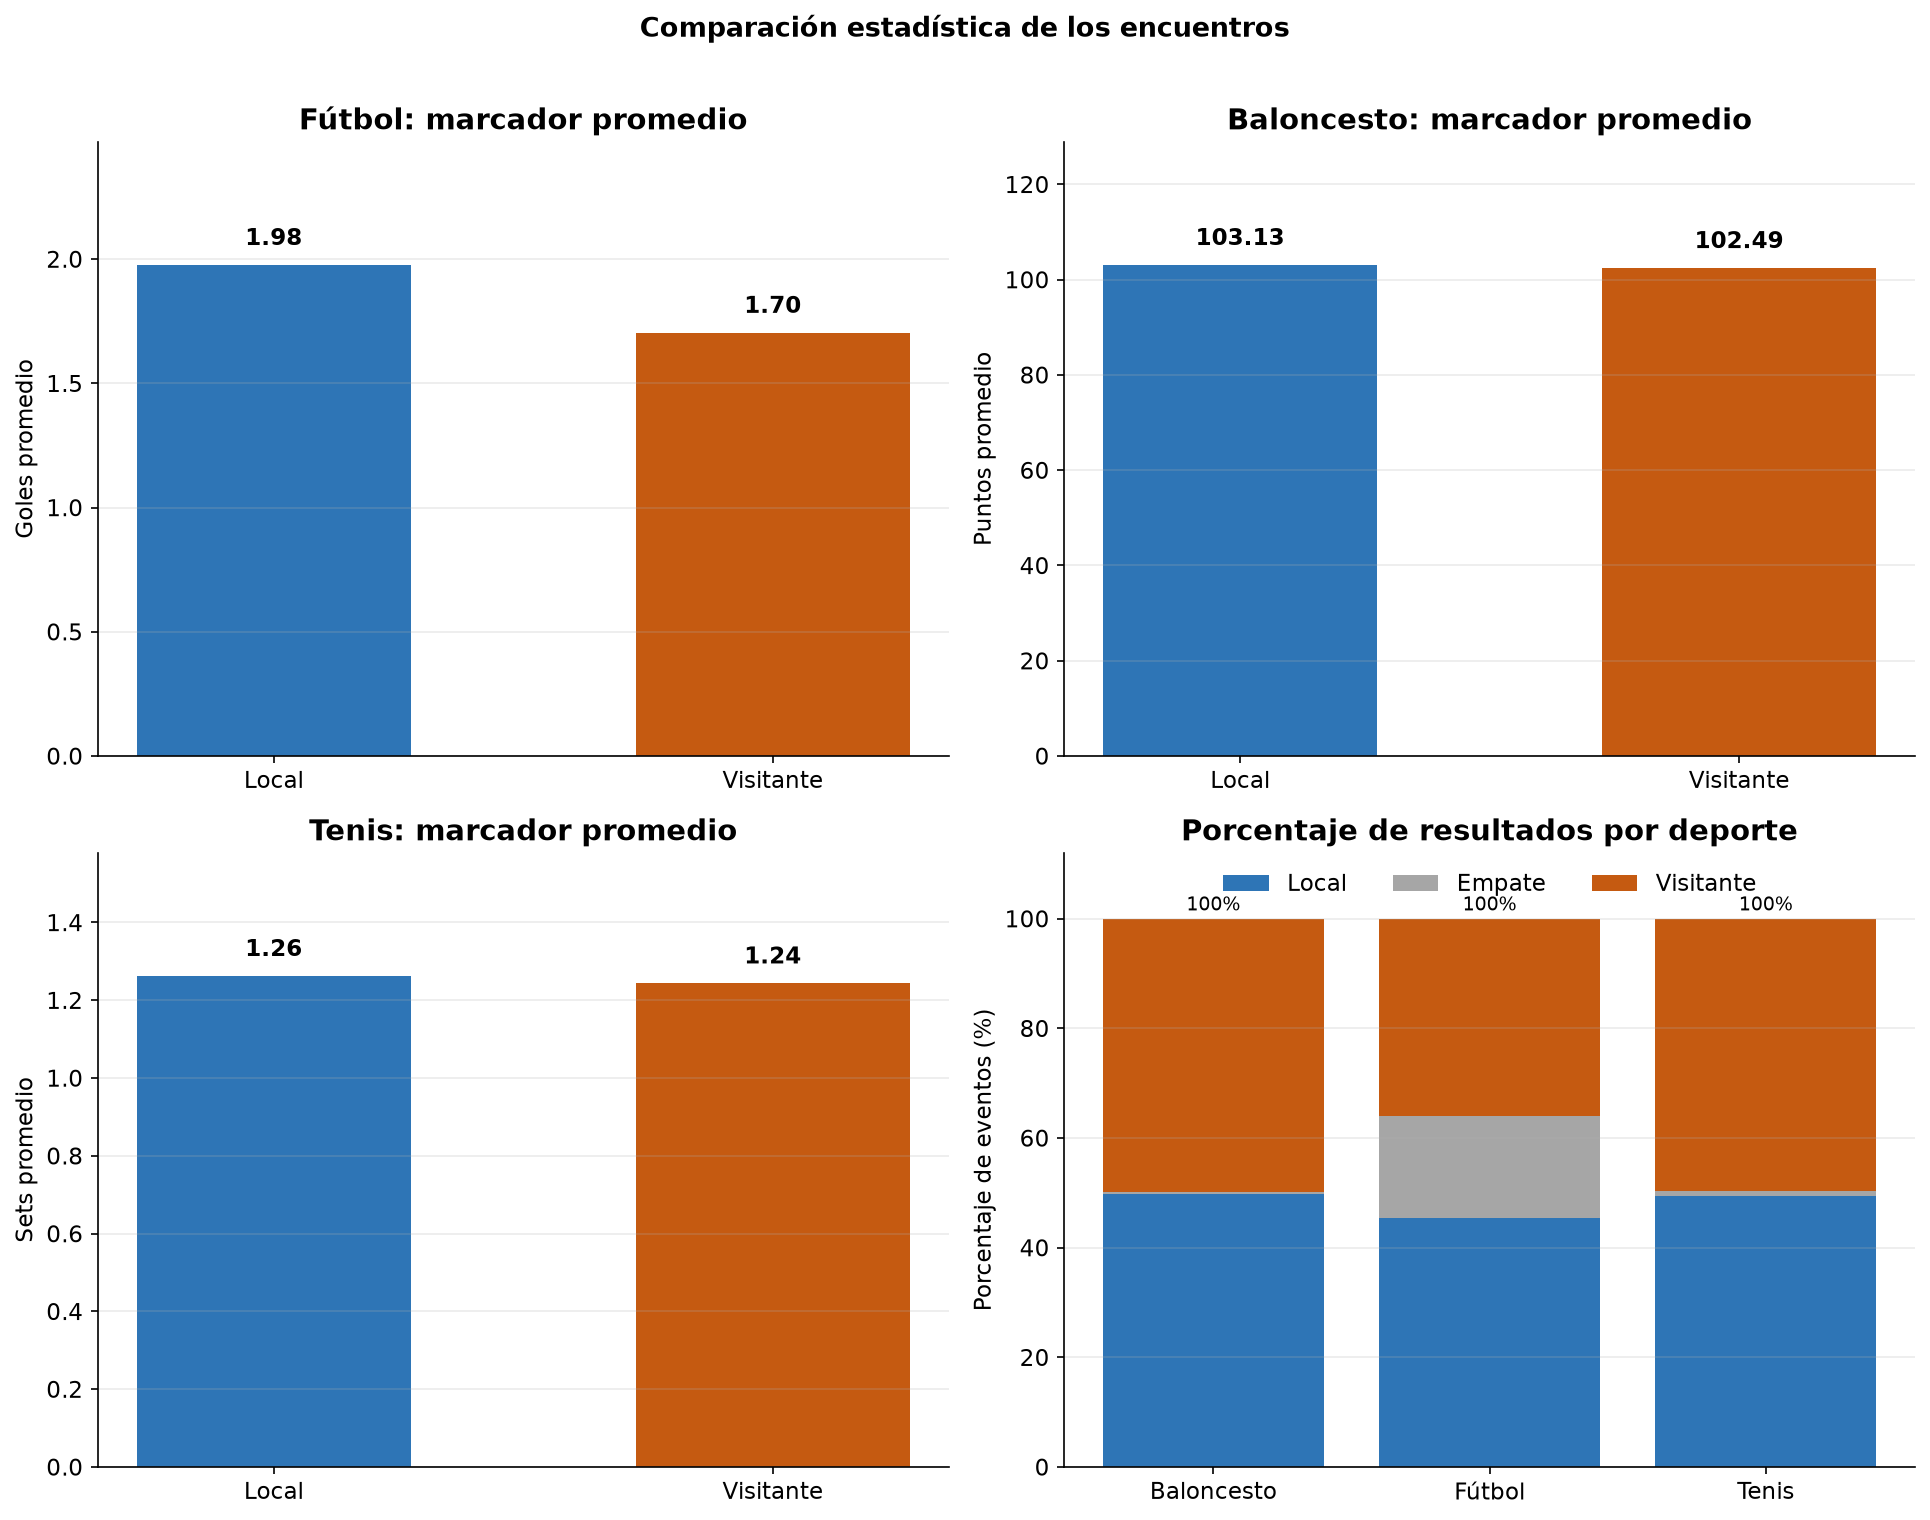 Comparación estadística de los encuentros
Fútbol: marcador promedio
Goles promedio
2.0
1.5
1.0
0.5
0.0
1.98
1.70
Local
Visitante
Baloncesto: marcador promedio
Puntos promedio
120
100
80
60
40
20
0
103.13
102.49
Local
Visitante
Tenis: marcador promedio
Sets promedio
1.4
1.2
1.0
0.8
0.6
0.4
0.2
0.0
1.26
1.24
Local
Visitante
Porcentaje de resultados por deporte
Local Empate Visitante
100% 100% 100%
Porcentaje de eventos (%)
100
80
60
40
20
0
Baloncesto
Fútbol
Tenis